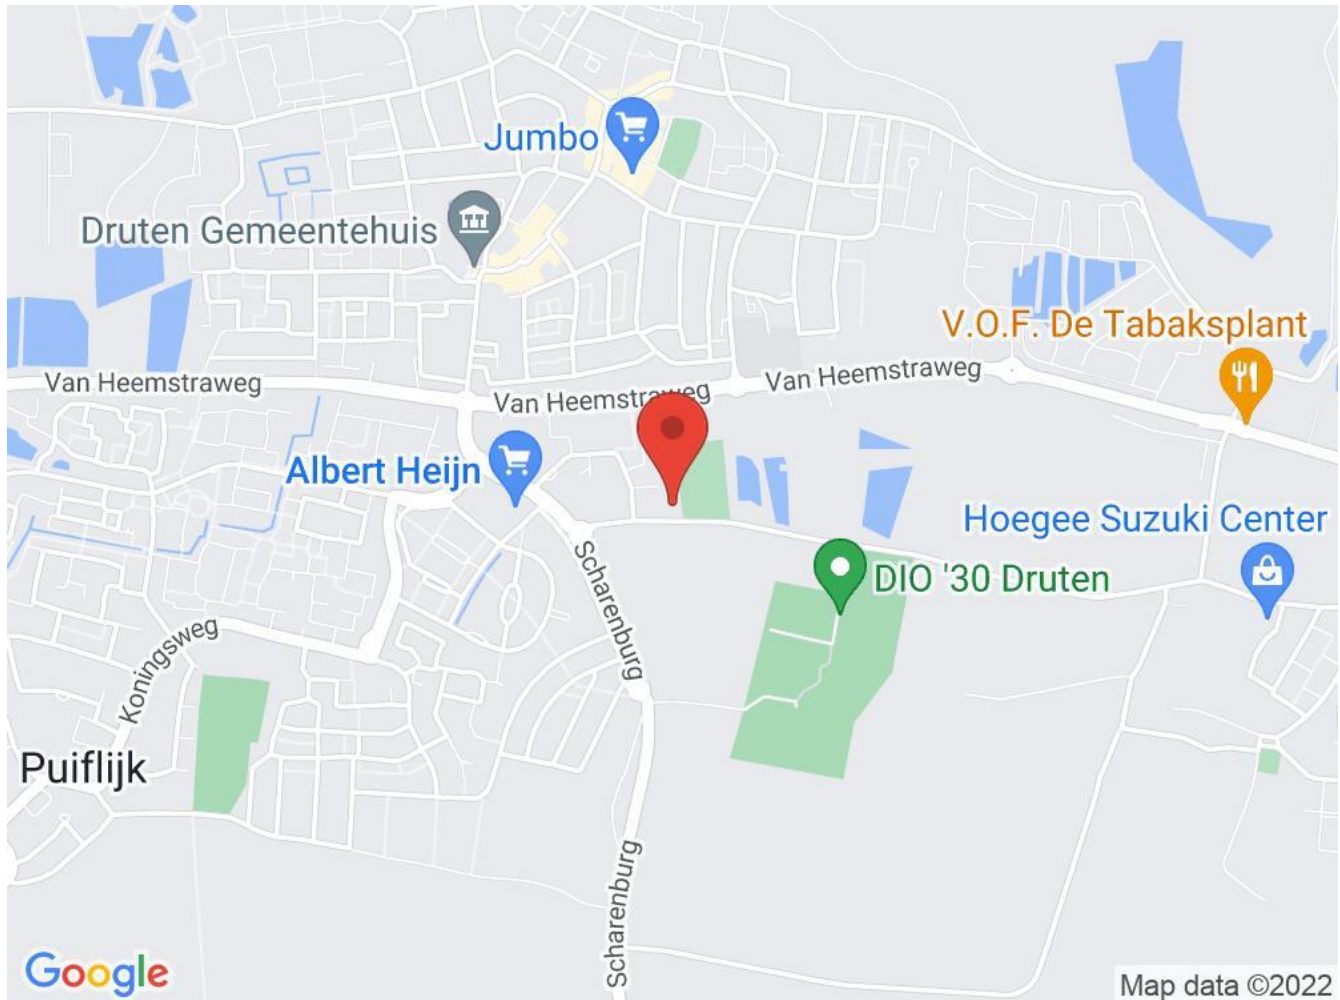 Jumbo
Druten Gemeentehuis
V.O.F. De Tabaksplant
Van Heemstraweg
Van Heemstraweg
Van Heemstraweg
Albert Heijn
Hoegee Suzuki Center
Scharenburg
DIO '30 Druten
Koningsweg
Puiflijk
Scharenburg
Google
Map data ©2022